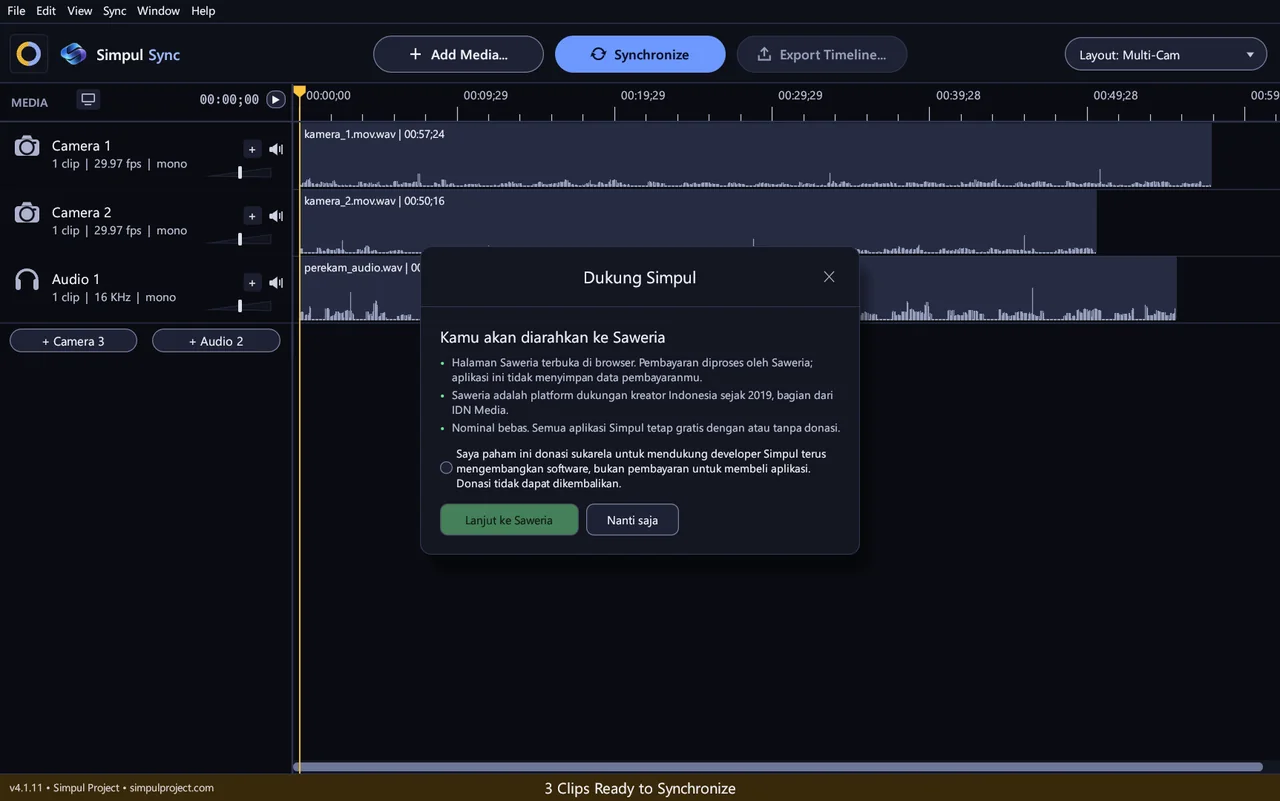 File Edit View Sync Window Help
Simpul Sync
+ Add Media...
Synchronize
Export Timeline...
Layout: Multi-Cam
MEDIA
00:00;00
00:00;00 00:09;29 00:19;29 00:29;29 00:39;28 00:49;28 00:59
Camera 1
1 clip | 29.97 fps | mono
+
kamera_1.mov.wav | 00:57;24
Camera 2
1 clip | 29.97 fps | mono
+
kamera_2.mov.wav | 00:50;16
Audio 1
1 clip | 16 KHz | mono
+
perekam_audio.wav | 00
+ Camera 3
+ Audio 2
Dukung Simpul
Kamu akan diarahkan ke Saweria
• Halaman Saweria terbuka di browser. Pembayaran diproses oleh Saweria;
aplikasi ini tidak menyimpan data pembayaranmu.
• Saweria adalah platform dukungan kreator Indonesia sejak 2019, bagian dari
IDN Media.
• Nominal bebas. Semua aplikasi Simpul tetap gratis dengan atau tanpa donasi.
Saya paham ini donasi sukarela untuk mendukung developer Simpul terus
mengembangkan software, bukan pembayaran untuk membeli aplikasi.
Donasi tidak dapat dikembalikan.
Lanjut ke Saweria
Nanti saja
v4.1.11 • Simpul Project • simpulproject.com
3 Clips Ready to Synchronize